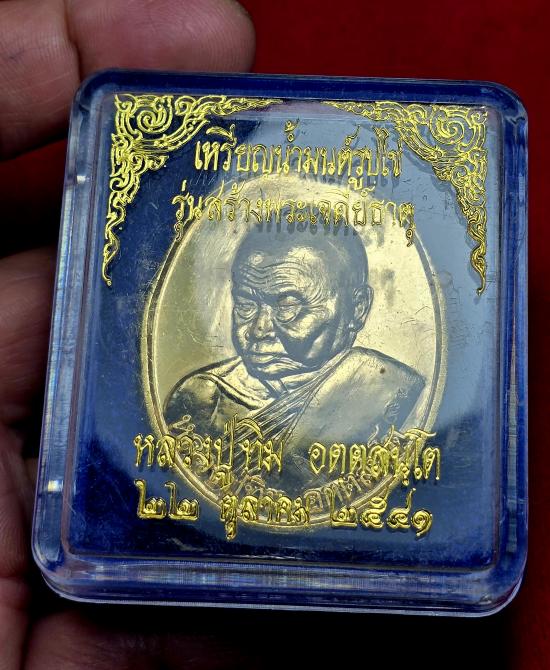 เหรียญน้ำมนต์รูปไข่
รุ่นสร้างพระเจดีย์ธาตุ
หลวงปู่ทิม อตตสนฺโต
๒๒ ตุลาคม ๒๕๔๑